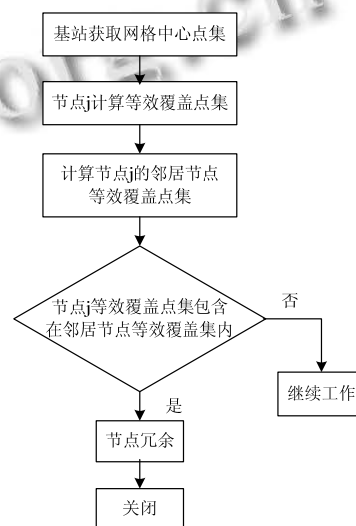 基站获取网格中心点集
节点j计算等效覆盖点集
计算节点j的邻居节点
等效覆盖点集
节点j等效覆盖点集包含
在邻居节点等效覆盖集内
否
是
继续工作
节点冗余
关闭